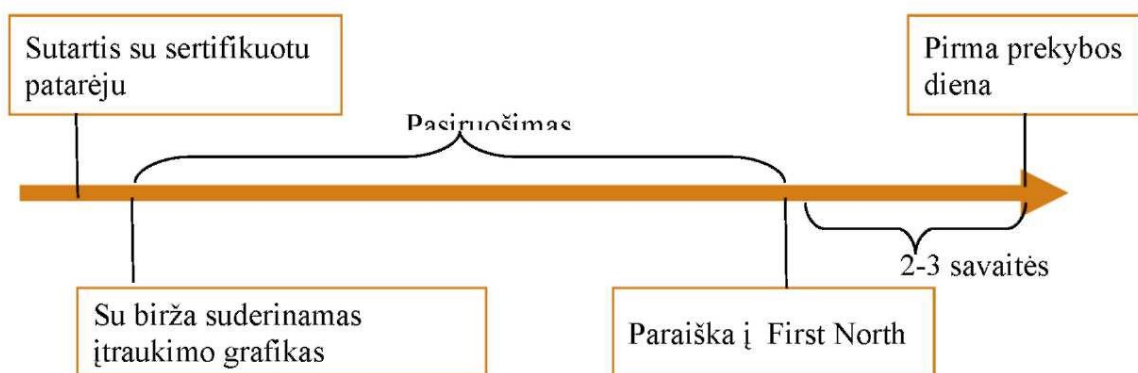 Sutartis su sertifikuotu
patarėju
Pirma prekybos
diena
Pasiruošimas
2-3 savaitės
Su birža suderinamas
įtraukimo grafikas
Paraiška į First North